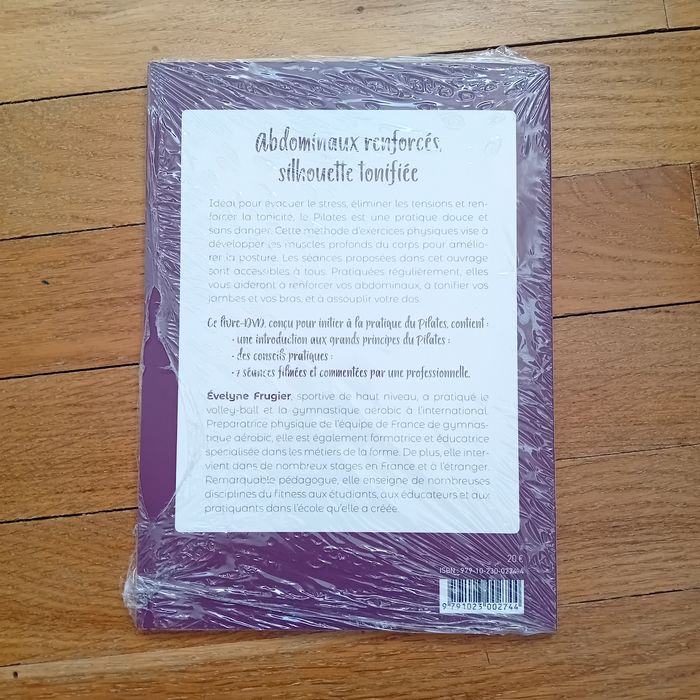 Abdominaux renforcés,
silhouette tonifiée
Idéal pour évacuer le stress, éliminer les tensions et ren-
forcer la tonicité, le Pilates est une pratique douce et
sans danger. Cette méthode d'exercices physiques vise à
développer les muscles profonds du corps pour amélio-
rer la posture. Les séances proposées dans cet ouvrage
sont accessibles à tous. Pratiquées régulièrement, elles
vous aideront à renforcer vos abdominaux, à tonifier vos
jambes et vos bras, et à assouplir votre dos.
Ce livre-DVD, conçu pour initier à la pratique du Pilates, contient :
• une introduction aux grands principes du Pilates ;
• des conseils pratiques ;
• 7 séances filmées et commentées par une professionnelle.
Évelyne Frugier, sportive de haut niveau, a pratiqué le
volley-ball et la gymnastique aérobic à l'international.
Préparatrice physique de l'équipe de France de gymnas-
tique aérobic, elle est également formatrice et éducatrice
spécialisée dans les métiers de la forme. De plus, elle inter-
vient dans de nombreux stages en France et à l'étranger.
Remarquable pédagogue, elle enseigne de nombreuses
disciplines du fitness aux étudiants, aux éducateurs et aux
pratiquants dans l'école qu'elle a créée.
20 €
ISBN : 979-10-230-0274-4
9 791023 002744